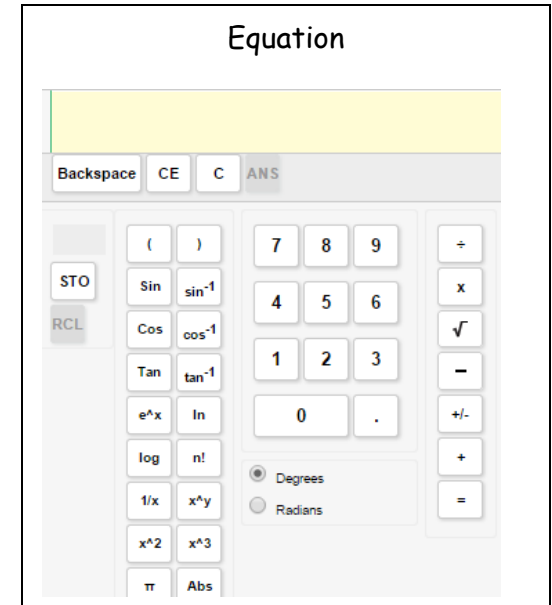 Equation
Backspace CE C ANS
( ) 7 8 9 ÷
STO Sin sin-1 4 5 6 x
RCL Cos cos-1 √
Tan tan-1 1 2 3 −
e^x ln 0 . +/-
log n! +
Degrees
1/x x^y =
Radians
x^2 x^3
π Abs